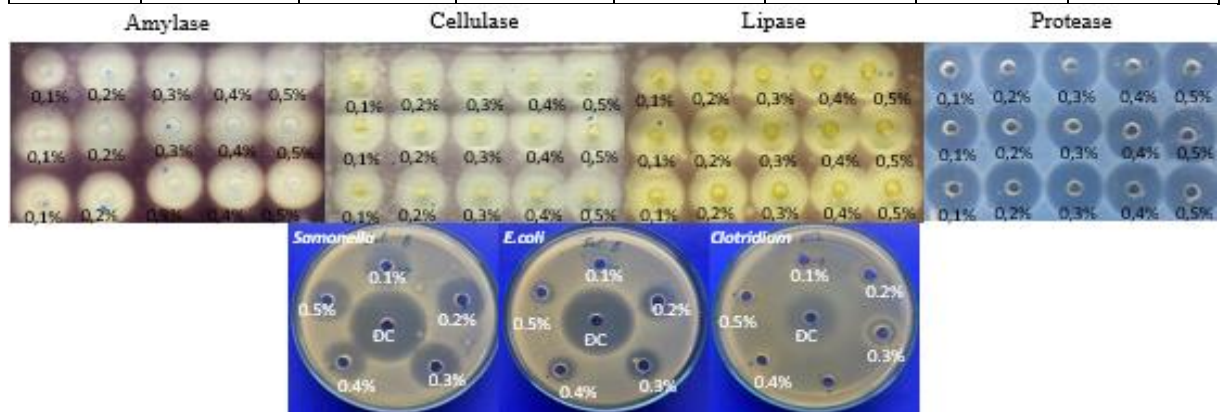 Amylase Cellulase Lipase Protease
0,1% 0,2% 0,3% 0,4% 0,5% 0,1% 0,2% 0,3% 0,4% 0,5% 0,1% 0,2% 0,3% 0,4% 0,5% 0,1% 0,2% 0,3% 0,4% 0,5%
0,1% 0,2% 0,3% 0,4% 0,5% 0,1% 0,2% 0,3% 0,4% 0,5% 0,1% 0,2% 0,3% 0,4% 0,5% 0,1% 0,2% 0,3% 0,4% 0,5%
0,1% 0,2% 0,3% 0,4% 0,5% 0,1% 0,2% 0,3% 0,4% 0,5% 0,1% 0,2% 0,3% 0,4% 0,5% 0,1% 0,2% 0,3% 0,4% 0,5%
Samonella E.coli Clotridium
0.1% 0.1% 0.1%
0.2% 0.2% 0.2%
0.5% 0.5% 0.5%
ĐC ĐC ĐC
0.3% 0.3% 0.3%
0.4% 0.4% 0.4%